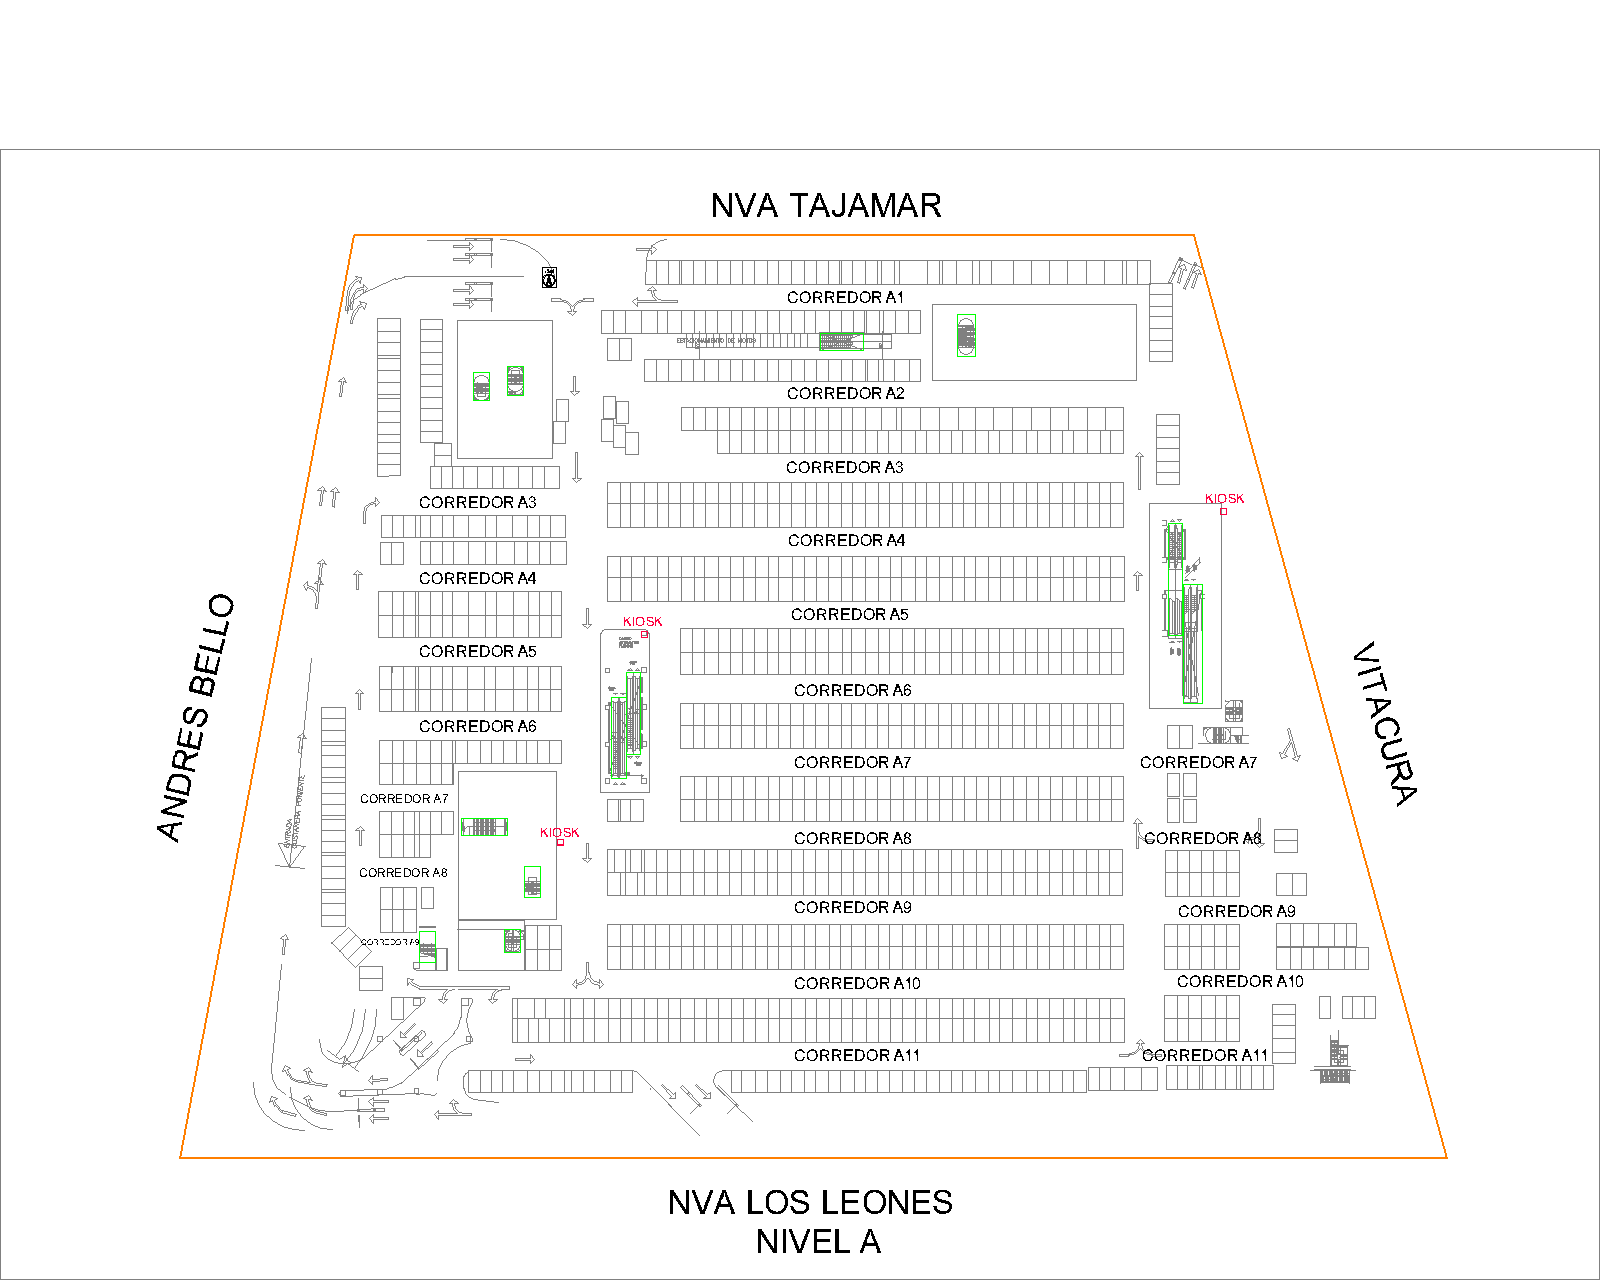 NVA TAJAMAR
CORREDOR A1
ESTACIONAMIENTO DE MOTOS
CORREDOR A2
CORREDOR A3
CORREDOR A3
KIOSK
CORREDOR A4
CORREDOR A4
CORREDOR A5
KIOSK
CORREDOR A5
CORREDOR A6
CORREDOR A6
ANDRES BELLO
VITACURA
CORREDOR A7
CORREDOR A7
CORREDOR A7
ENTRADA
COSTANERA PONIENTE
KIOSK
CORREDOR A8
CORREDOR A8
CORREDOR A8
CORREDOR A9
CORREDOR A9
CORREDOR A9
CORREDOR A10
CORREDOR A10
CORREDOR A11
CORREDOR A11
NVA LOS LEONES
NIVEL A